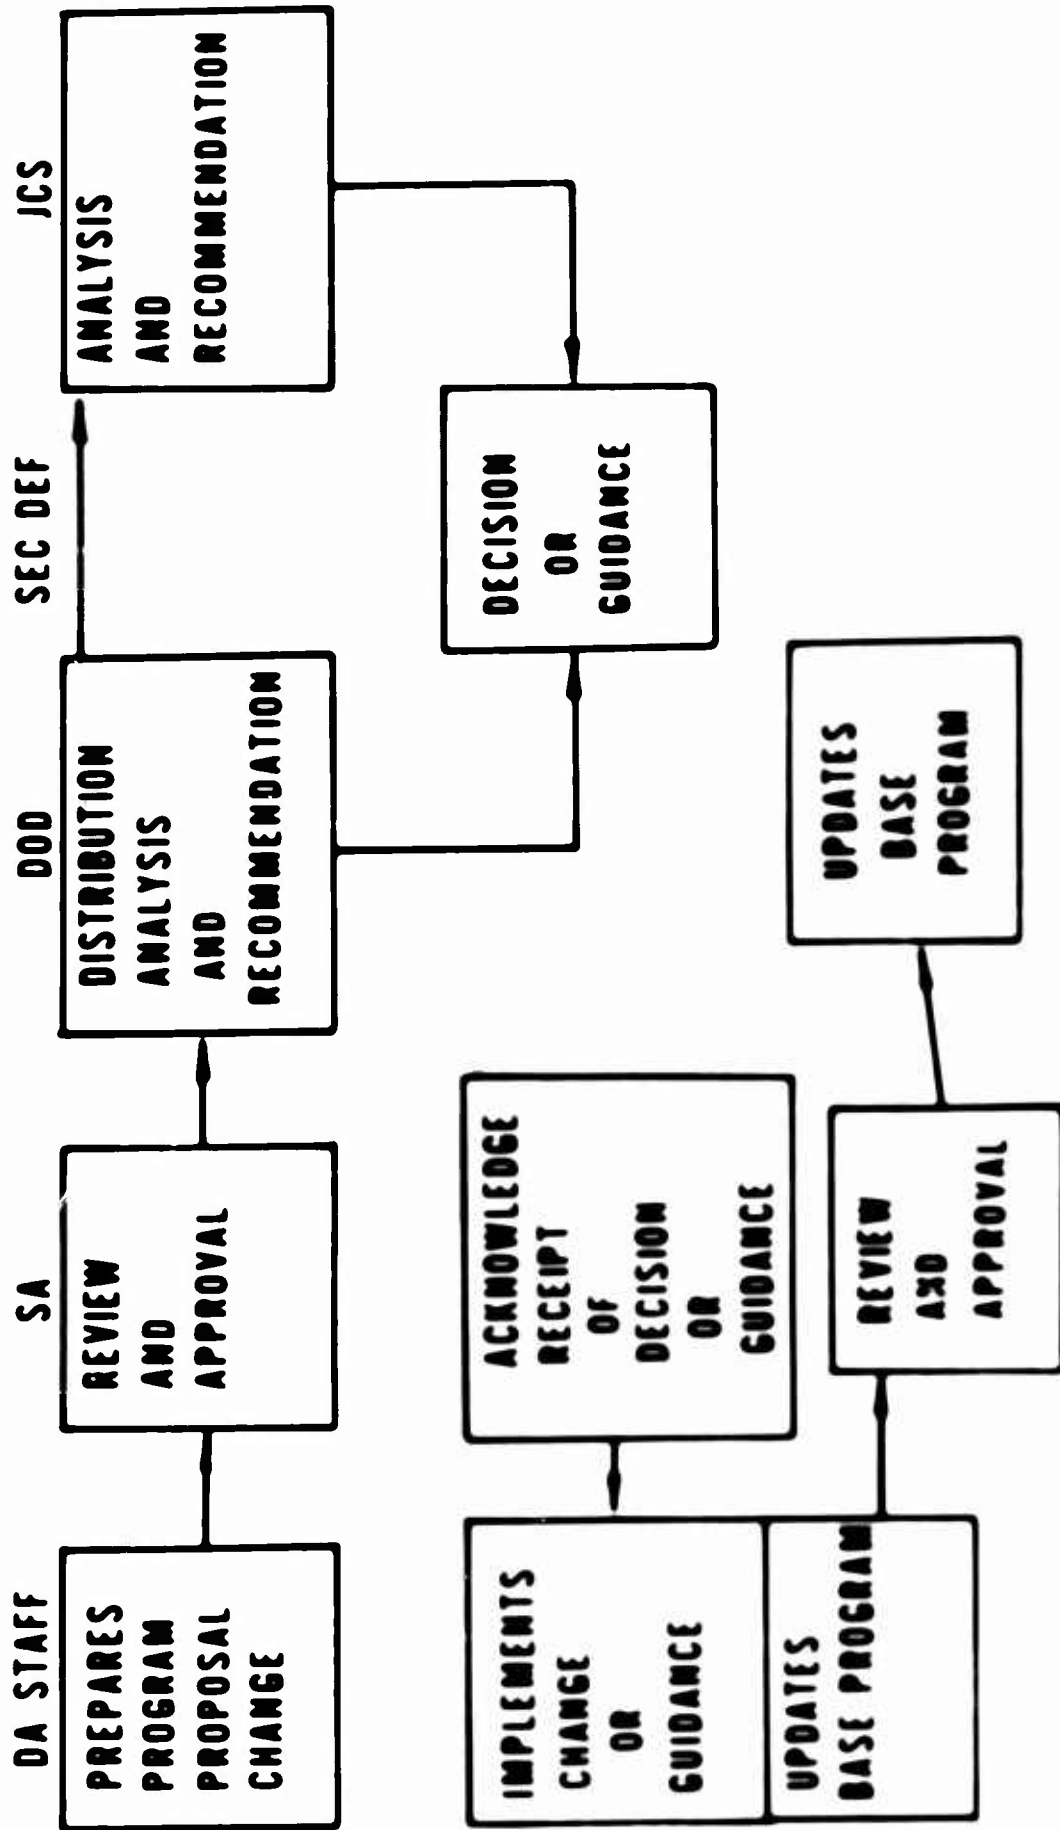 DA STAFF
PREPARES
PROGRAM
PROPOSAL
CHANGE
SA
REVIEW
AND
APPROVAL
DOD
DISTRIBUTION
ANALYSIS
AND
RECOMMENDATION
SEC DEF
JCS
ANALYSIS
AND
RECOMMENDATION
DECISION
OR
GUIDANCE
ACKNOWLEDGE
RECEIPT
OF
DECISION
OR
GUIDANCE
IMPLEMENTS
CHANGE
OR
GUIDANCE
UPDATES
BASE PROGRAM
REVIEW
AND
APPROVAL
UPDATES
BASE
PROGRAM